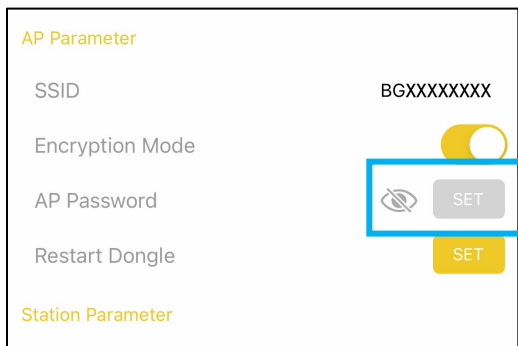 AP Parameter
SSID BGXXXXXXXX
Encryption Mode
AP Password SET
Restart Dongle SET
Station Parameter